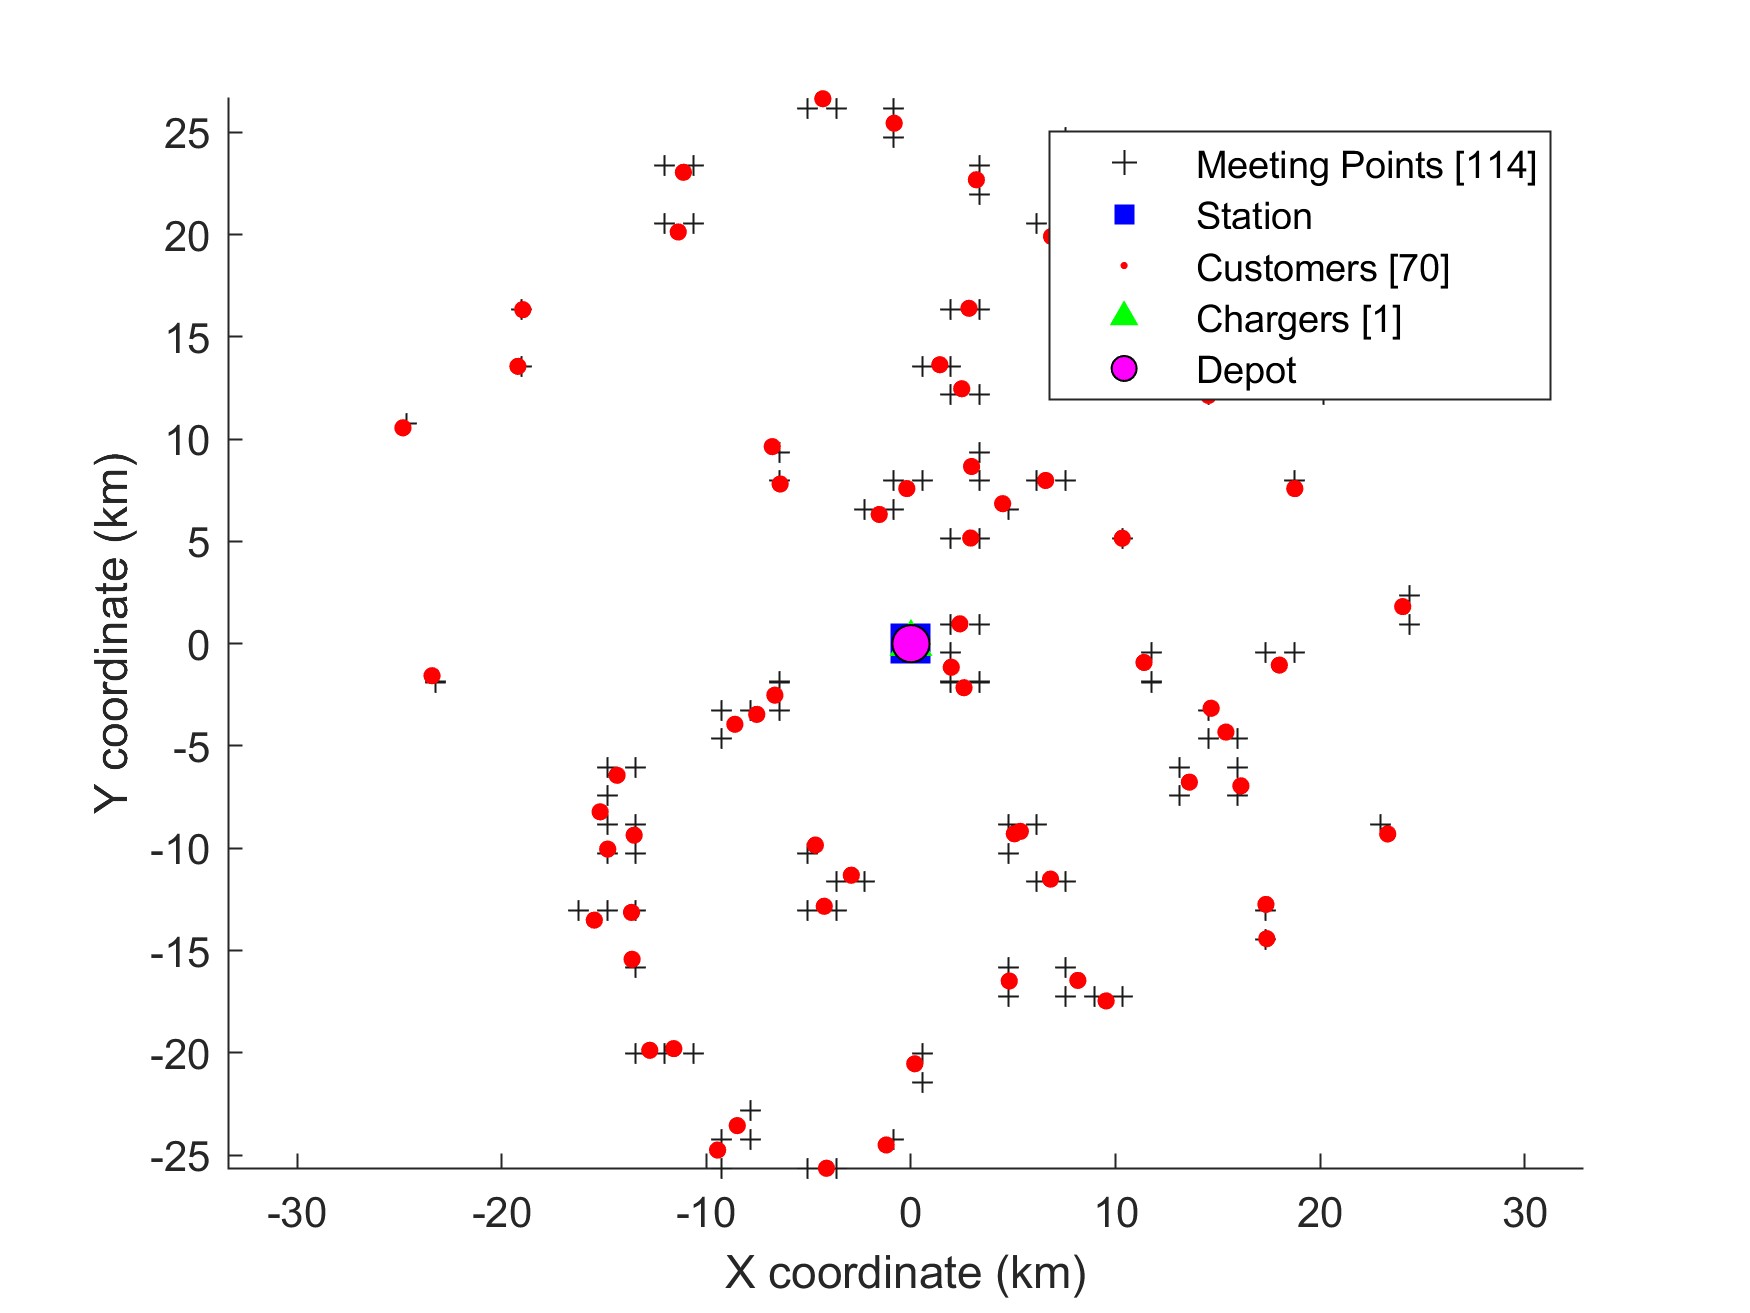 25
20
15
10
5
0
-5
-10
-15
-20
-25
Y coordinate (km)
Meeting Points [114]
Station
Customers [70]
Chargers [1]
Depot
-30 -20 -10 0 10 20 30
X coordinate (km)